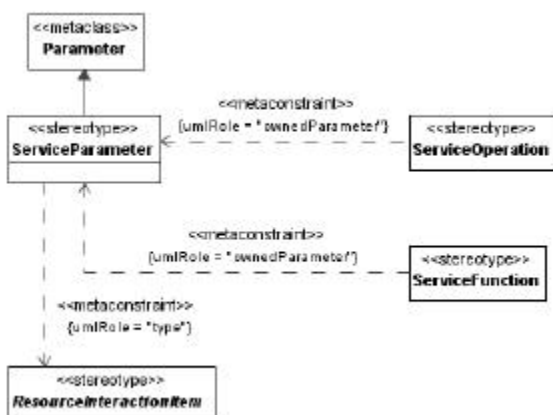 <<metaclass>>
Parameter
<<stereotype>>
ServiceParameter
<<metaconstraint>>
{umlRole = "ownedParameter"}
<<stereotype>>
ServiceOperation
<<metaconstraint>>
{umlRole = "ownedParameter"}
<<stereotype>>
ServiceFunction
<<metaconstraint>>
{umlRole = "type"}
<<stereotype>>
ResourceInteractionItem